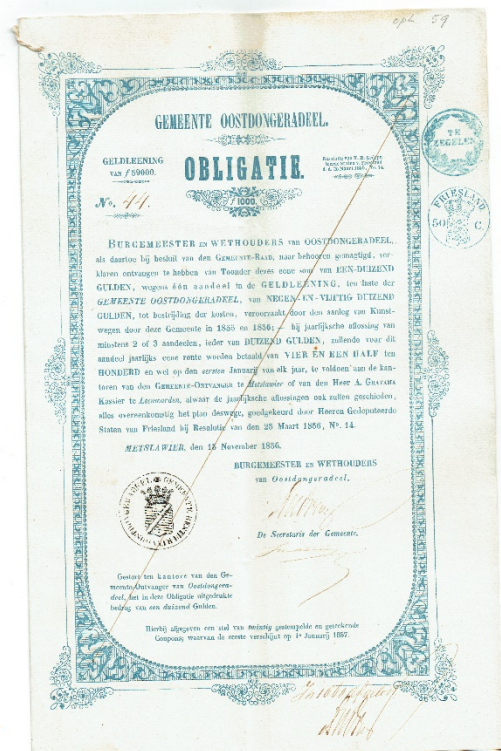 opl 59
GEMEENTE OOSTDONGERADEEL.
GELDLEENING
VAN ƒ 59000.
OBLIGATIE.
No. 44.
ƒ 1000.
TE
ZEGELEN
FRIESLAND
50 C.
BURGEMEESTER EN WETHOUDERS VAN OOSTDONGERADEEL,
als daartoe bij besluit van den GEMEENTE-RAAD, naar behooren gemagtigd, ver-
klaren ontvangen te hebben van Toonder dezes eene som van EEN-DUIZEND
GULDEN, wegens één aandeel in de GELDLEENING, ten laste der
GEMEENTE OOSTDONGERADEEL, van NEGEN-EN-VIJFTIG DUIZEND
GULDEN, tot bestrijding der kosten, veroorzaakt door den aanleg van Kunst-
wegen door deze Gemeente in 1855 en 1856; — bij jaarlijksche aflossing van
minstens 2 of 3 aandeelen, ieder van DUIZEND GULDEN, zullende voor dit
aandeel jaarlijks eene rente worden betaald van VIER EN EEN HALF ten
HONDERD en wel op den eersten Januarij van elk jaar, te voldoen aan de kan-
toren van den GEMEENTE-ONTVANGER te Metslawier of van den Heer A.
Kassier te Leeuwarden, alwaar de jaarlijksche aflossingen ook zullen geschieden,
alles overeenkomstig het plan deswege, goedgekeurd door Heeren Gedeputeerde
Staten van Friesland bij Resolutie van den 25 Maart 1856, No. 14.
METSLAWIER, den 15 November 1856.
BURGEMEESTER EN WETHOUDERS
van Oostdongeradeel.
De Secretaris der Gemeente.
Gestort ten kantore van den Ge-
meente-Ontvanger van Oostdongera-
deel, het in deze Obligatie uitgedrukte
bedrag van een duizend Gulden.
Hierbij afgegeven een stel van twintig gestempelde en geteekende
Coupons, waarvan de eerste verschijnt op 1n Januarij 1857.